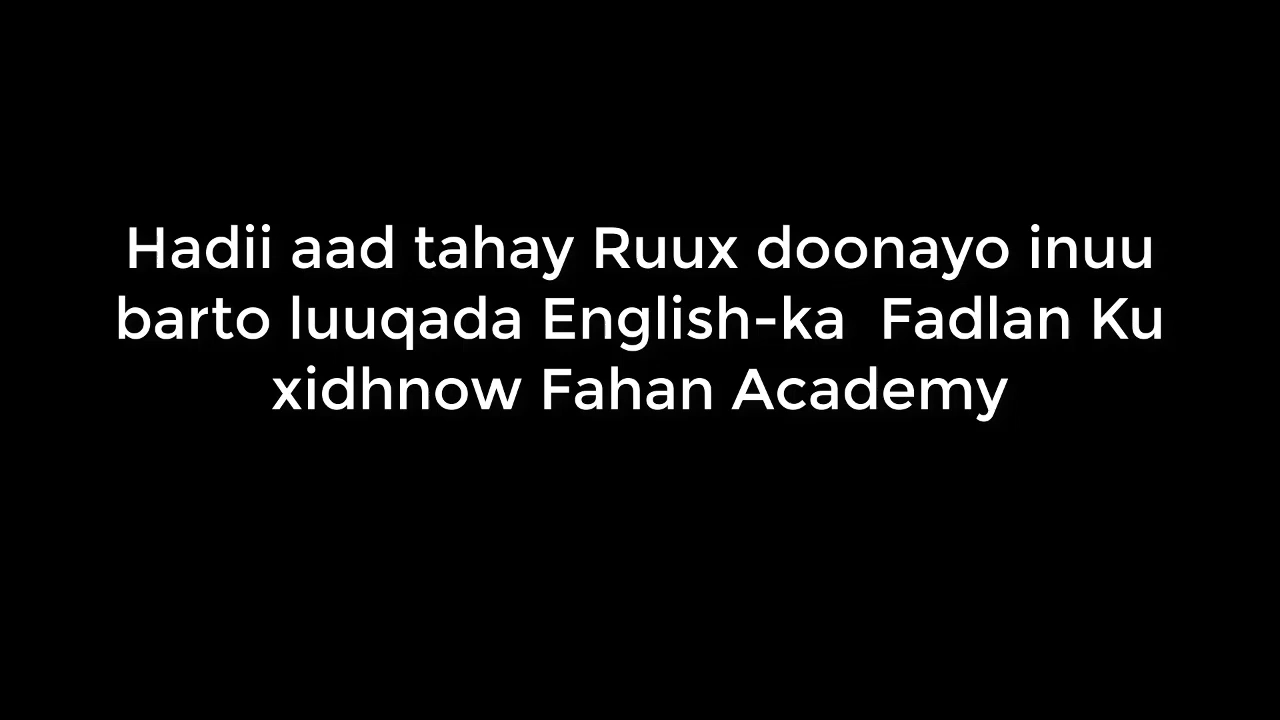 Hadii aad tahay Ruux doonayo inuu
barto luuqada English-ka  Fadlan Ku
xidhnow Fahan Academy